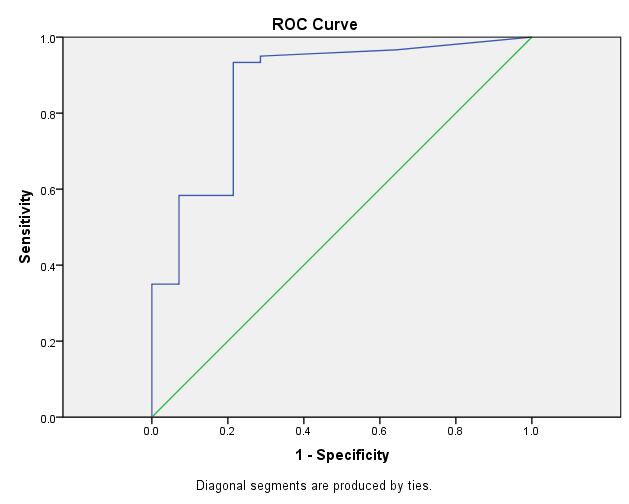 ROC Curve
1.0
0.8
0.6
0.4
0.2
0.0
Sensitivity
0.0 0.2 0.4 0.6 0.8 1.0
1 - Specificity
Diagonal segments are produced by ties.